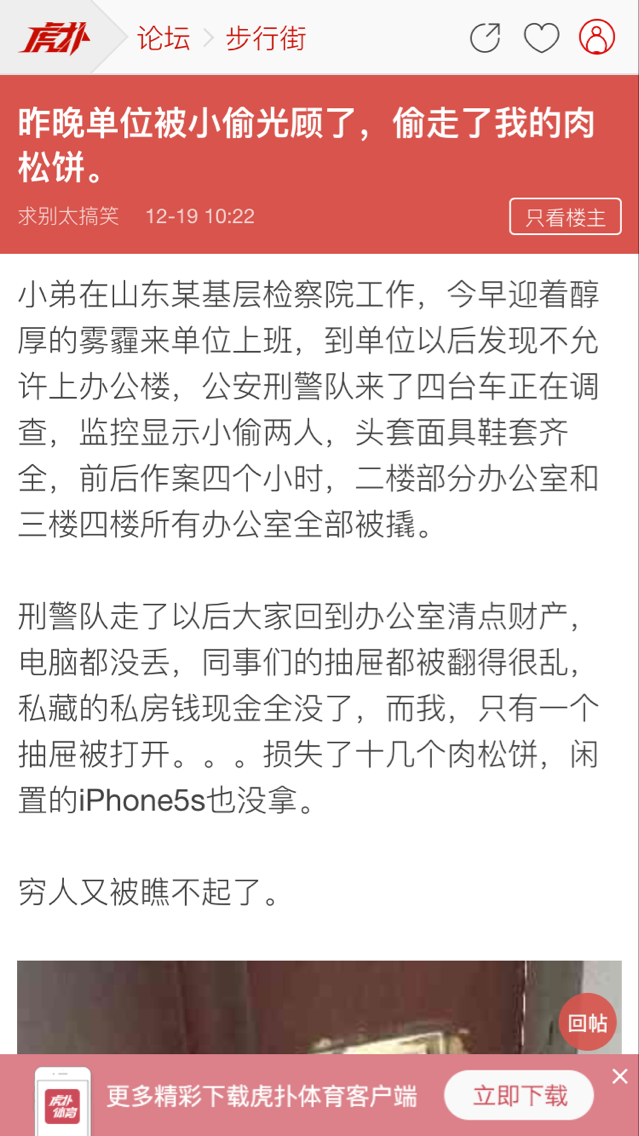 虎扑
论坛 步行街
昨晚单位被小偷光顾了，偷走了我的肉
松饼。
求别太搞笑 12-19 10:22
只看楼主
小弟在山东某基层检察院工作，今早迎着醇
厚的雾霾来单位上班，到单位以后发现不允
许上办公楼，公安刑警队来了四台车正在调
查，监控显示小偷两人，头套面具鞋套齐
全，前后作案四个小时，二楼部分办公室和
三楼四楼所有办公室全部被撬。
刑警队走了以后大家回到办公室清点财产，
电脑都没丢，同事们的抽屉都被翻得很乱，
私藏的私房钱现金全没了，而我，只有一个
抽屉被打开。。。损失了十几个肉松饼，闲
置的iPhone5s也没拿。
穷人又被瞧不起了。
回帖
虎扑
体育
更多精彩下载虎扑体育客户端
立即下载